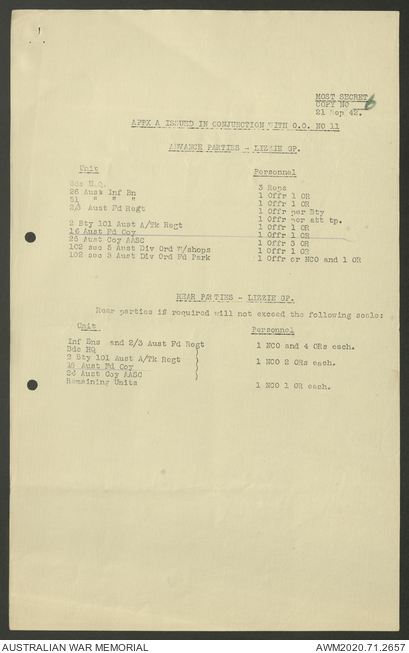 MOST SECRET
COPY NO 6
21 Sep 42.
APPX A ISSUED IN CONJUNCTION WITH O.O. NO 11
ADVANCE PARTIES - LIZZIE GP.
Unit Personnel
Bde H.Q. 3 Reps
26 Aust Inf Bn 1 Offr 1 OR
51 " " " 1 Offr 1 OR
2/3 Aust Fd Regt 1 Offr per Bty
1 Offr per att tp.
2 Bty 101 Aust A/Tk Regt 1 Offr 1 OR
16 Aust Fd Coy 1 Offr 1 OR
25 Aust Coy AASC 1 Offr 3 OR
102 sec 5 Aust Div Ord W/shops 1 Offr 1 OR
102 sec 5 Aust Div Ord Fd Park 1 Offr or NCO and 1 OR
REAR PARTIES - LIZZIE GP.
Rear parties if required will not exceed the following scale:
Unit Personnel
Inf Bns and 2/3 Aust Fd Regt 1 NCO and 4 ORs each.
Bde HQ
2 Bty 101 Aust A/Tk Regt 1 NCO 2 ORs each.
16 Aust Fd Coy
Aust Coy AASC
Remaining Units 1 NCO 1 OR each.
AUSTRALIAN WAR MEMORIAL AWM2020.71.2657